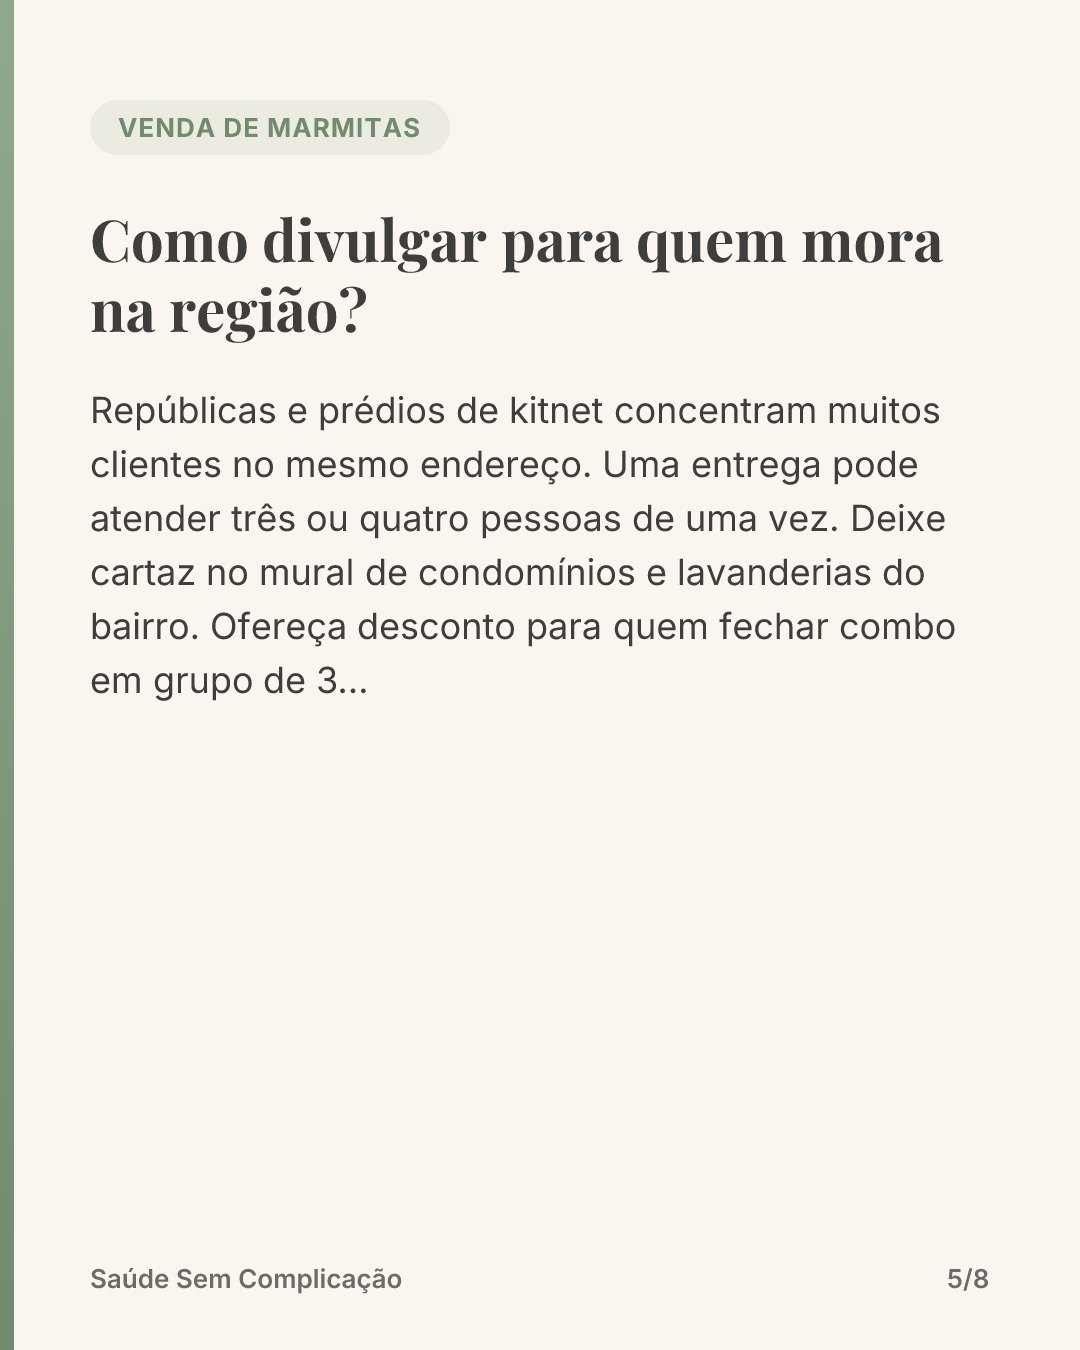 VENDA DE MARMITAS
Como divulgar para quem mora
na região?
Repúblicas e prédios de kitnet concentram muitos
clientes no mesmo endereço. Uma entrega pode
atender três ou quatro pessoas de uma vez. Deixe
cartaz no mural de condomínios e lavanderias do
bairro. Ofereça desconto para quem fechar combo
em grupo de 3...
Saúde Sem Complicação
5/8